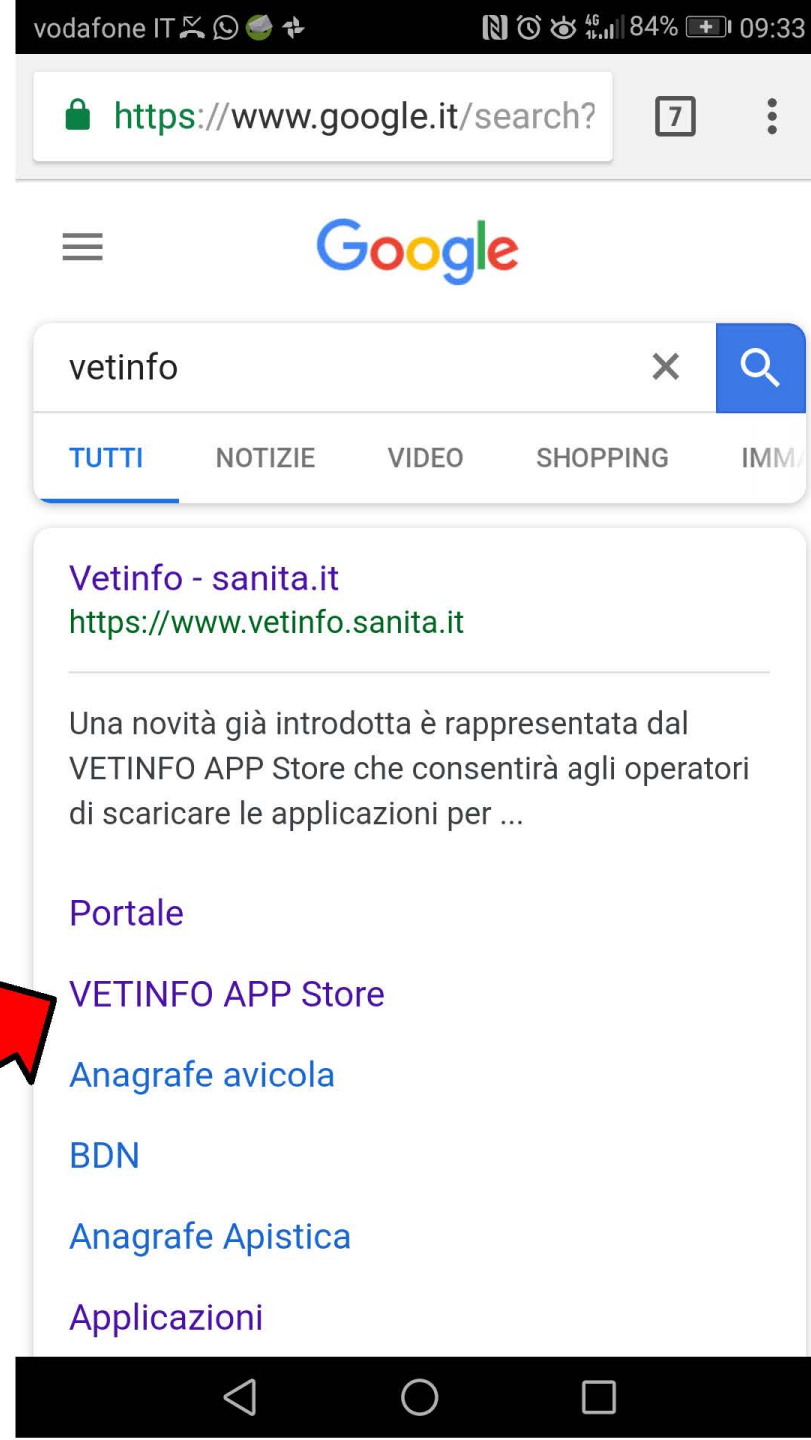 vodafone IT 4G 84% 09:33
https://www.google.it/search? 7
Google
vetinfo
TUTTI NOTIZIE VIDEO SHOPPING IMMA
Vetinfo - sanita.it
https://www.vetinfo.sanita.it
Una novità già introdotta è rappresentata dal
VETINFO APP Store che consentirà agli operatori
di scaricare le applicazioni per ...
Portale
VETINFO APP Store
Anagrafe avicola
BDN
Anagrafe Apistica
Applicazioni